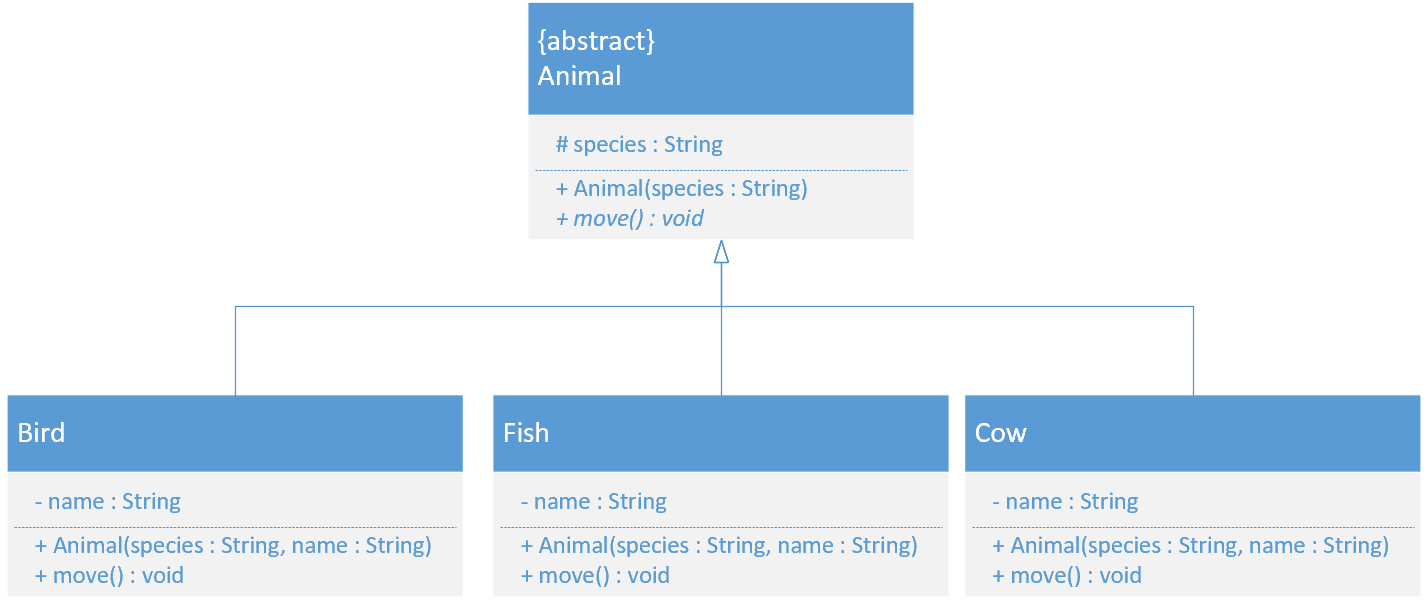 {abstract}
Animal
# species : String
+ Animal(species : String)
+ move() : void
Bird
- name : String
+ Animal(species : String, name : String)
+ move() : void
Fish
- name : String
+ Animal(species : String, name : String)
+ move() : void
Cow
- name : String
+ Animal(species : String, name : String)
+ move() : void